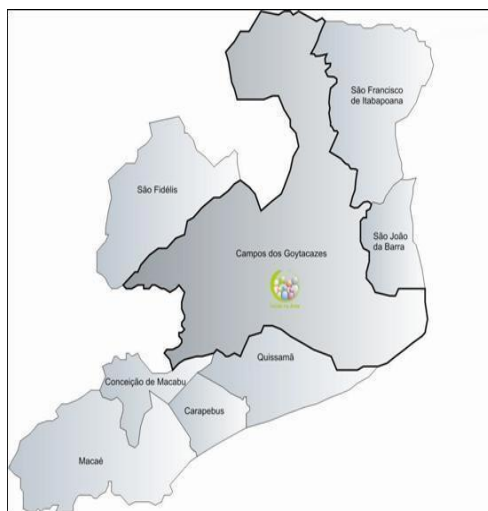 São Francisco
de Itabapoana
São Fidélis
São João
da Barra
Campos dos Goytacazes
Quissamã
Conceição de Macabu
Carapebus
Macaé